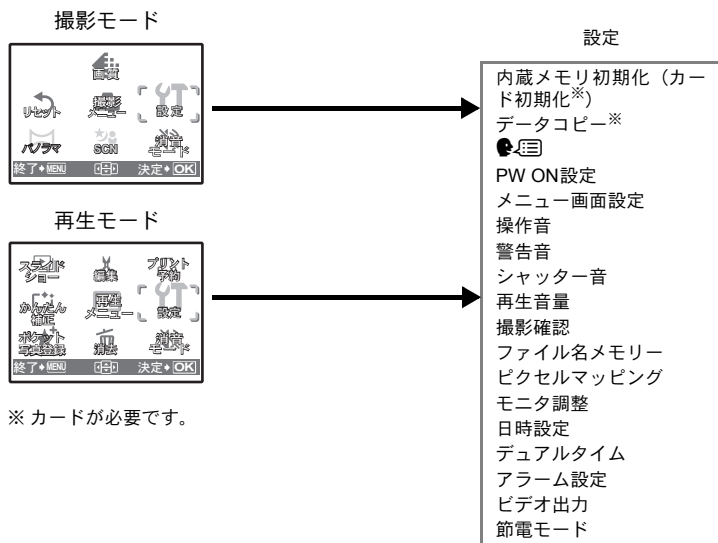 撮影モード
画質
リセット
撮影
メニュー
設定
パノラマ
SCN
消音
モード
終了 MENU 決定 OK
再生モード
スライド
ショー
編集
プリント
予約
かんたん
補正
再生
メニュー
設定
ポケット
写真登録
消去
消音
モード
終了 MENU 決定 OK
※ カードが必要です。
設定
内蔵メモリ初期化（カー
ド初期化※）
データコピー※
PW ON設定
メニュー画面設定
操作音
警告音
シャッター音
再生音量
撮影確認
ファイル名メモリー
ピクセルマッピング
モニタ調整
日時設定
デュアルタイム
アラーム設定
ビデオ出力
節電モード